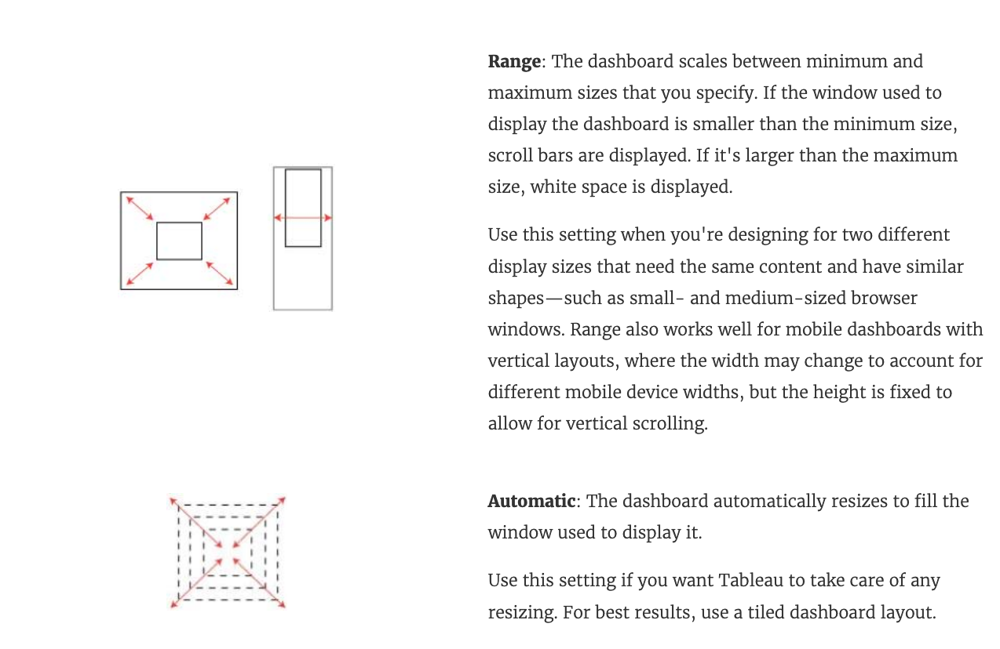 Range: The dashboard scales between minimum and
maximum sizes that you specify. If the window used to
display the dashboard is smaller than the minimum size,
scroll bars are displayed. If it's larger than the maximum
size, white space is displayed.
Use this setting when you're designing for two different
display sizes that need the same content and have similar
shapes—such as small- and medium-sized browser
windows. Range also works well for mobile dashboards with
vertical layouts, where the width may change to account for
different mobile device widths, but the height is fixed to
allow for vertical scrolling.
Automatic: The dashboard automatically resizes to fill the
window used to display it.
Use this setting if you want Tableau to take care of any
resizing. For best results, use a tiled dashboard layout.